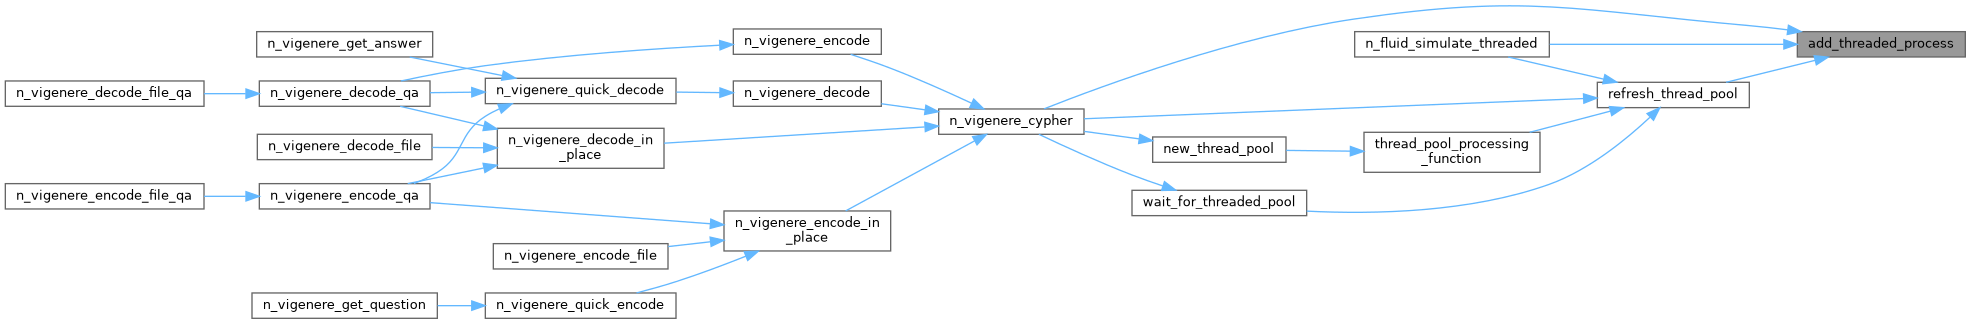 n_vigenere_get_answer
n_vigenere_encode
n_fluid_simulate_threaded
add_threaded_process
n_vigenere_decode_file_qa
n_vigenere_decode_qa
n_vigenere_quick_decode
n_vigenere_decode
refresh_thread_pool
n_vigenere_cypher
n_vigenere_decode_file
n_vigenere_decode_in
_place
new_thread_pool
thread_pool_processing
_function
n_vigenere_encode_file_qa
n_vigenere_encode_qa
wait_for_threaded_pool
n_vigenere_encode_in
_place
n_vigenere_encode_file
n_vigenere_get_question
n_vigenere_quick_encode